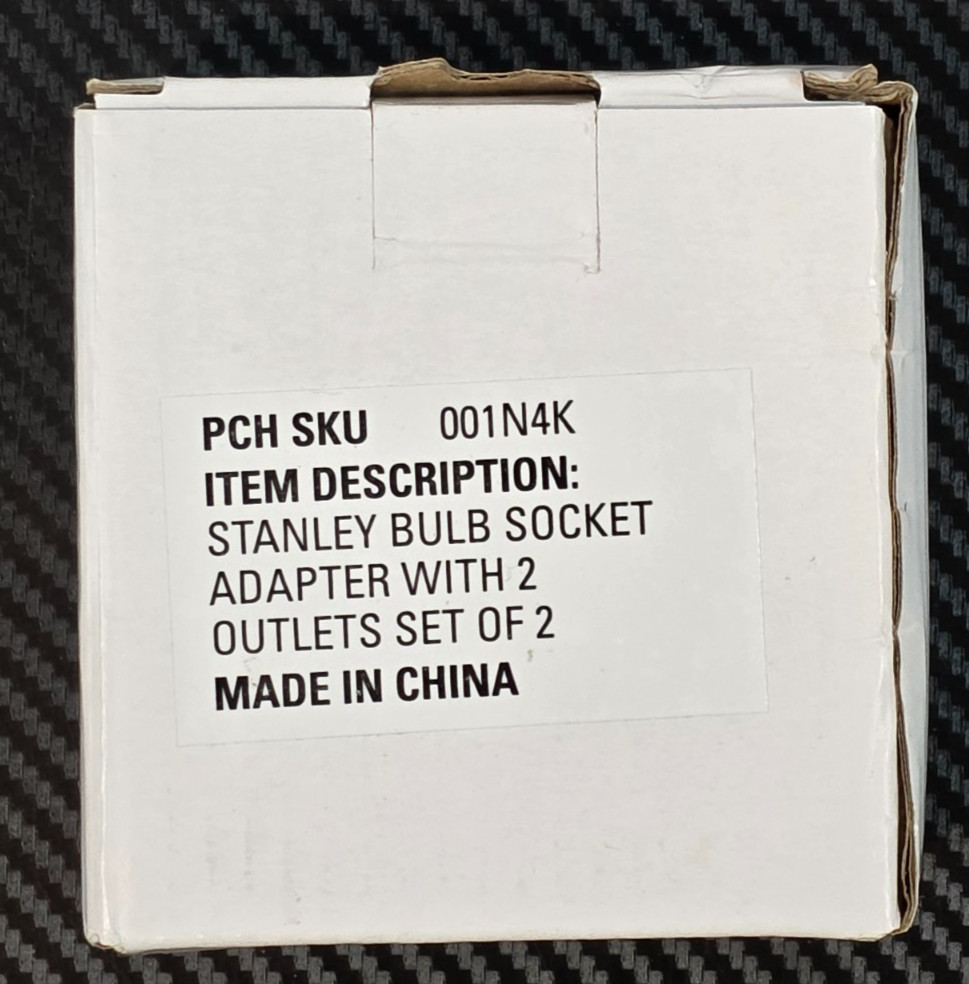 PCH SKU 001N4K
ITEM DESCRIPTION:
STANLEY BULB SOCKET
ADAPTER WITH 2
OUTLETS SET OF 2
MADE IN CHINA